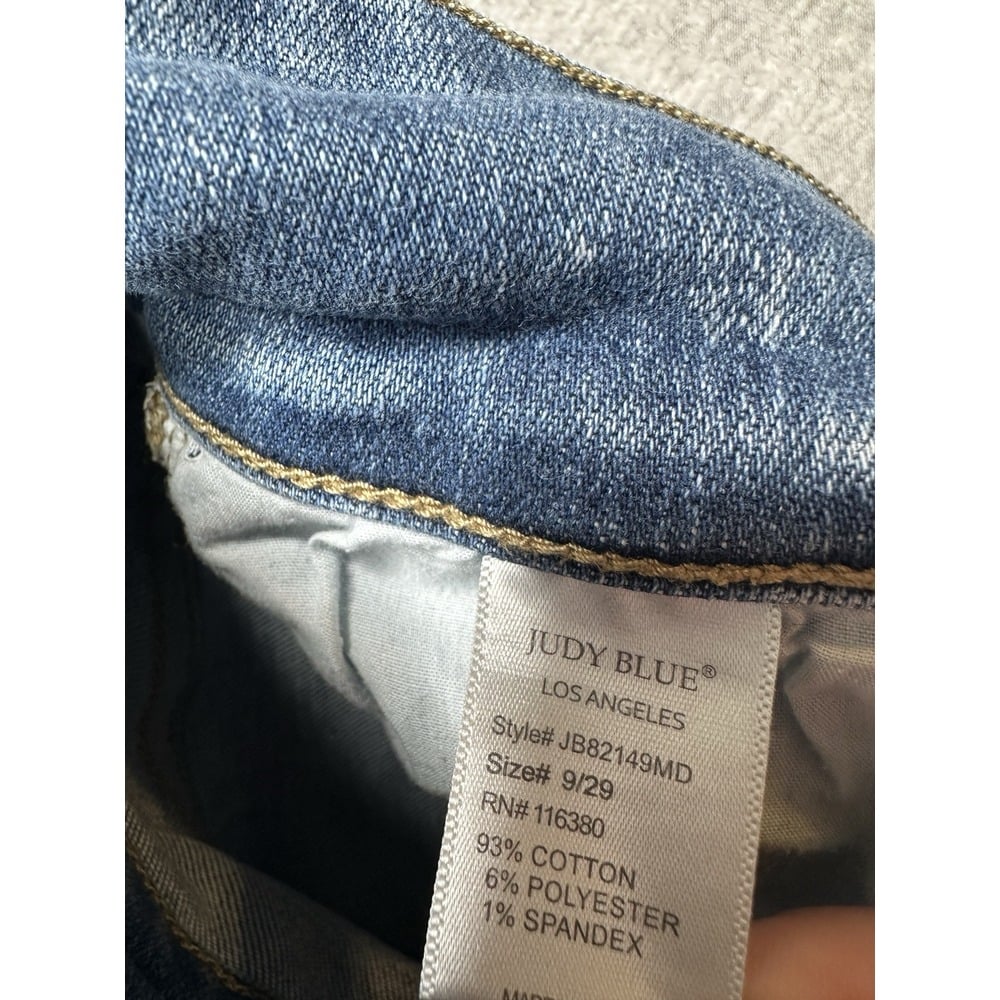 JUDY BLUE®
LOS ANGELES
Style# JB82149MD
Size# 9/29
RN# 116380
93% COTTON
6% POLYESTER
1% SPANDEX